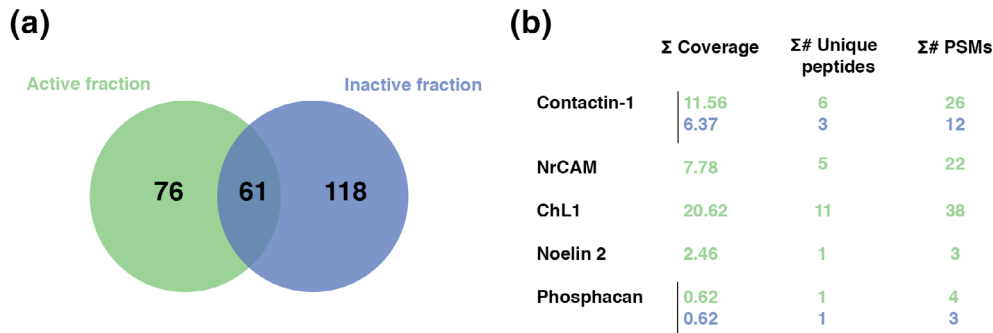 (a)
Active fraction
Inactive fraction
76
61
118
(b)
Σ Coverage
Σ# Unique
peptides
Σ# PSMs
Contactin-1
11.56 6 26
6.37 3 12
NrCAM 7.78 5 22
ChL1 20.62 11 38
Noelin 2 2.46 1 3
Phosphacan 0.62 1 4
0.62 1 3